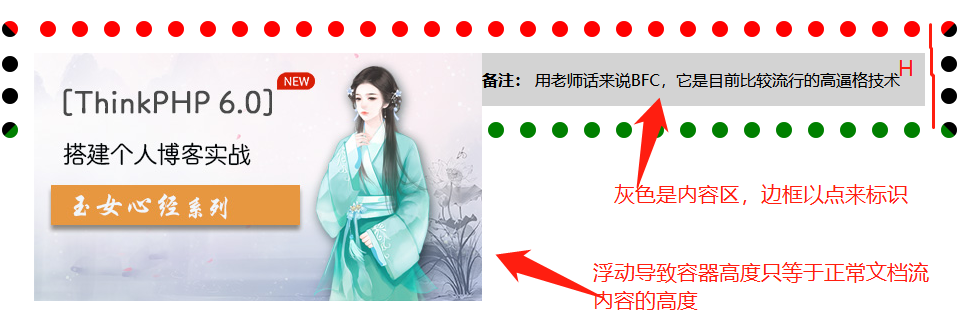 NEW
[ThinkPHP 6.0]
搭建个人博客实战
玉女心经系列
备注： 用老师话来说BFC，它是目前比较流行的高逼格技术
H
灰色是内容区，边框以点来标识
浮动导致容器高度只等于正常文档流
内容的高度